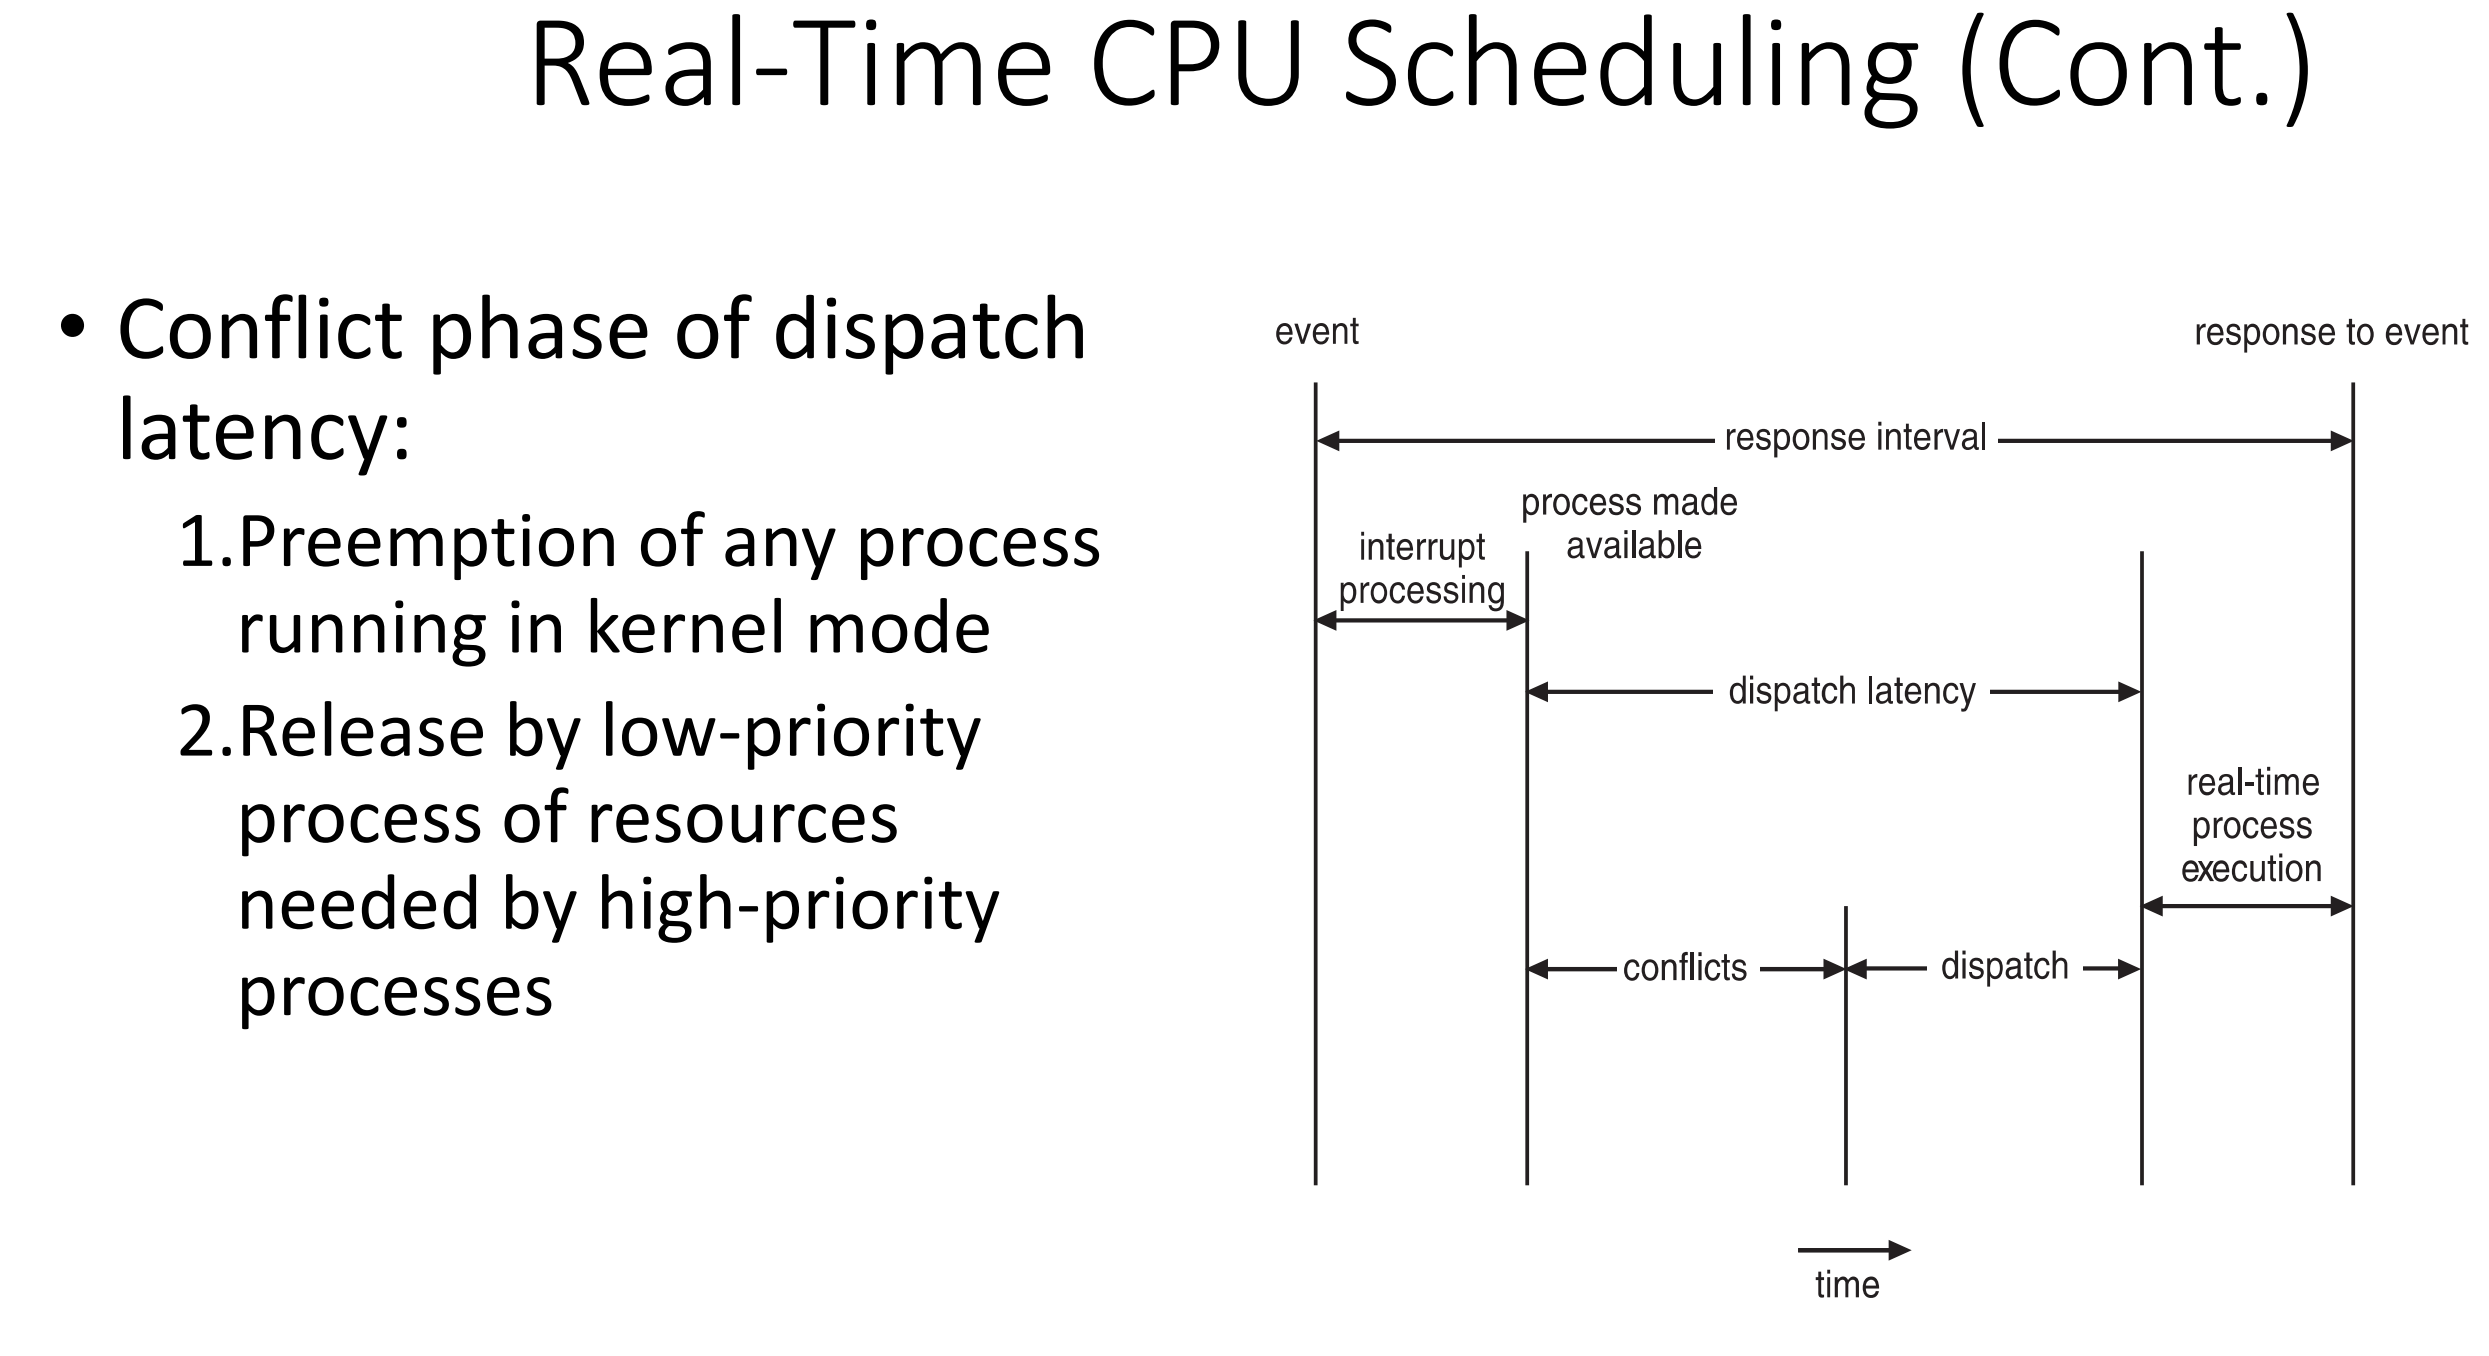 Real-Time CPU Scheduling (Cont.)
• Conflict phase of dispatch
latency:
1.Preemption of any process
running in kernel mode
2.Release by low-priority
process of resources
needed by high-priority
processes
event
response to event
response interval
process made
available
interrupt
processing
dispatch latency
real-time
process
execution
conflicts
dispatch
time